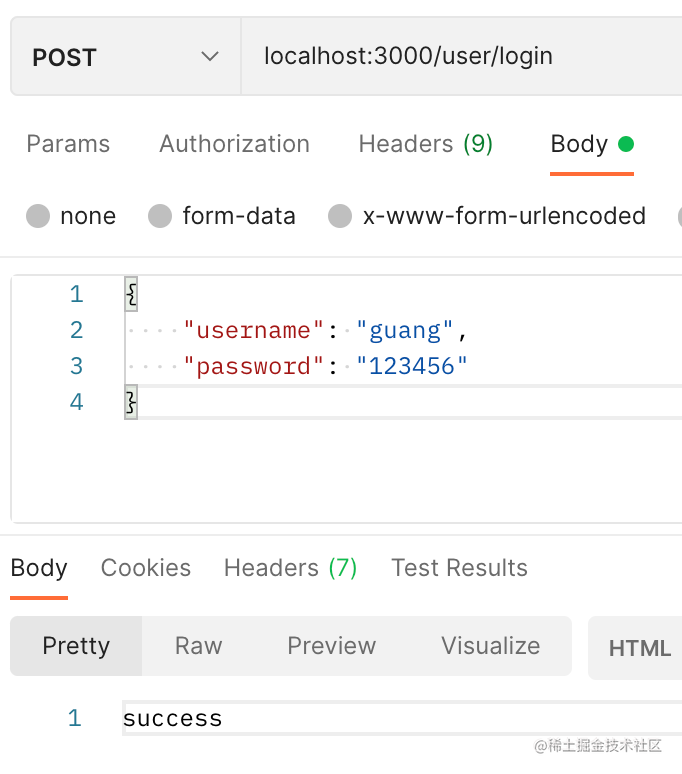 POST localhost:3000/user/login
Params Authorization Headers (9) Body
none form-data x-www-form-urlencoded
1 {
2 "username": "guang",
3 "password": "123456"
4 }
Body Cookies Headers (7) Test Results
Pretty Raw Preview Visualize HTML
1 success
@稀土掘金技术社区